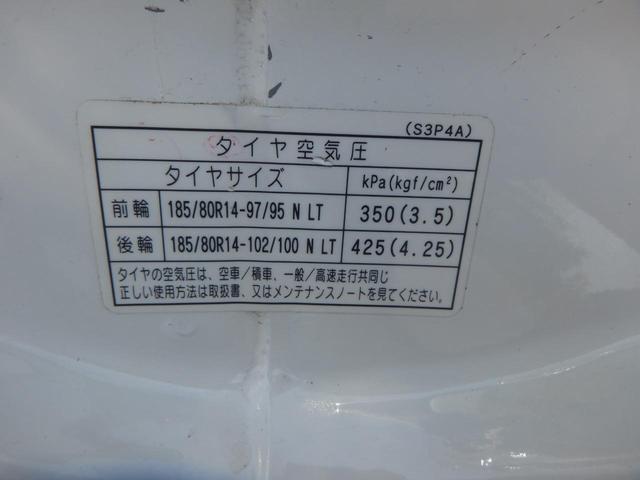 (S3P4A)
タイヤ空気圧
タイヤサイズ kPa(kgf/cm²)
前輪 185/80R14-97/95 N LT 350(3.5)
後輪 185/80R14-102/100 N LT 425(4.25)
タイヤの空気圧は、空車/積車、一般/高速走行共同じ
正しい使用方法は取扱書、又はメンテナンスノートを見てください。